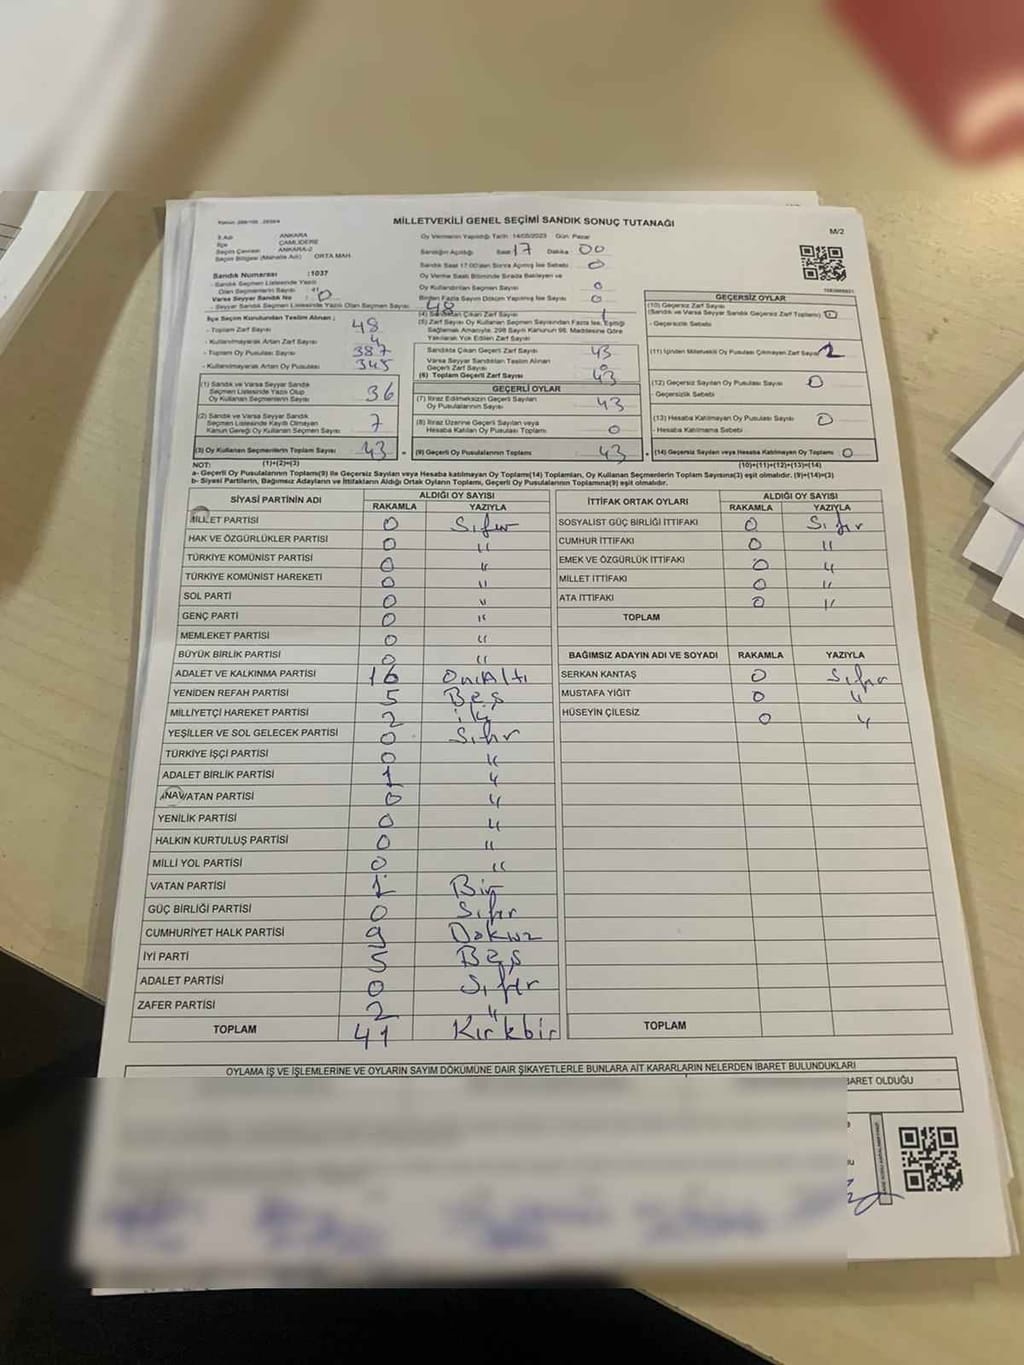 MİLLETVEKİLİ GENEL SEÇİMİ SANDIK SONUÇ TUTANAĞI
M/2
İl Adı : ANKARA
İlçe : ÇAMLIDERE
Seçim Çevresi : ANKARA-2
Seçim Bölgesi (Mahalle Adı) ORTA MAH.
Sandık Numarası :1037
- Sandık Seçmen Listesinde Yazılı
Olan Seçmenlerin Sayısı : 41
Varsa Seyyar Sandık No : 0
- Seyyar Sandık Seçmen Listesinde Yazılı Olan Seçmen Sayısı:
İlçe Seçim Kurulundan Teslim Alınan ;
- Toplam Zarf Sayısı 48
- Kullanılmayarak Artan Zarf Sayısı 4
- Toplam Oy Pusulası Sayısı 387
- Kullanılmayarak Artan Oy Pusulası 345
(1) Sandık ve Varsa Seyyar Sandık
Seçmen Listesinde Yazılı Olup
Oy Kullanan Seçmenlerin Sayısı 36
(2) Sandık ve Varsa Seyyar Sandık
Seçmen Listesinde Kayıtlı Olmayan
Kanun Gereği Oy Kullanan Seçmen Sayısı 7
(3) Oy Kullanan Seçmenlerin Toplam Sayısı 43
(1)+(2)=(3)
Oy Vermenin Yapıldığı Tarih :14/05/2023 Gün: Pazar
Sandığın Açıldığı Saat 17 Dakika 00
Sandık Saat 17:00'den Sonra Açılmış İse Sebebi 0
Oy Verme Saati Bitiminde Sırada Bekleyen ve
Oy Kullandırılan Seçmen Sayısı 0
Birden Fazla Sayım Döküm Yapılmış İse Sayısı 0
(4) Sandıktan Çıkan Zarf Sayısı
(5) Zarf Sayısı Oy Kullanan Seçmen Sayısından Fazla İse, Eşitliği
Sağlamak Amacıyla, 298 Sayılı Kanunun 98. Maddesine Göre
Yakılarak Yok Edilen Zarf Sayısı
Sandıkta Çıkan Geçerli Zarf Sayısı 43
Varsa Seyyar Sandıktan Teslim Alınan
Geçerli Zarf Sayısı 0
(6) Toplam Geçerli Zarf Sayısı 43
GEÇERLİ OYLAR
(7) İtiraz Edilmeksizin Geçerli Sayılan
Oy Pusulalarının Sayısı 43
(8) İtiraz Üzerine Geçerli Sayılan veya
Hesaba Katılan Oy Pusulası Toplamı 0
(9) Geçerli Oy Pusulalarının Toplamı 43
GEÇERSİZ OYLAR
(10) Geçersiz Zarf Sayısı
(Sandık ve Varsa Seyyar Sandık Geçersiz Zarf Toplamı) 0
- Geçersizlik Sebebi
(11) İçinden Milletvekili Oy Pusulası Çıkmayan Zarf Sayısı 2
(12) Geçersiz Sayılan Oy Pusulası Sayısı 0
- Geçersizlik Sebebi
(13) Hesaba Katılmayan Oy Pusulası Sayısı 0
- Hesaba Katılmama Sebebi
(14) Geçersiz Sayılan veya Hesaba Katılmayan Oy Toplamı 0
(10)+(11)+(12)+(13)=(14)
NOT:
a- Geçerli Oy Pusulalarının Toplamı(9) ile Geçersiz Sayılan veya Hesaba katılmayan Oy Toplamı(14) Toplamları, Oy Kullanan Seçmenlerin Toplam Sayısına(3) eşit olmalıdır. (9)+(14)=(3)
b- Siyasi Partilerin, Bağımsız Adayların ve İttifakların Aldığı Ortak Oyların Toplamı, Geçerli Oy Pusulalarının Toplamına(9) eşit olmalıdır.
SİYASİ PARTİNİN ADI ALDIĞI OY SAYISI
RAKAMLA YAZIYLA
MİLLET PARTİSİ 0 Sıfır
HAK VE ÖZGÜRLÜKLER PARTİSİ 0 "
TÜRKİYE KOMÜNİST PARTİSİ 0 "
TÜRKİYE KOMÜNİST HAREKETİ 0 "
SOL PARTİ 0 "
GENÇ PARTİ 0 "
MEMLEKET PARTİSİ 0 "
BÜYÜK BİRLİK PARTİSİ 0 "
ADALET VE KALKINMA PARTİSİ 16 OnAltı
YENİDEN REFAH PARTİSİ 5 Beş
MİLLİYETÇİ HAREKET PARTİSİ 2 iki
YEŞİLLER VE SOL GELECEK PARTİSİ 0 Sıfır
TÜRKİYE İŞÇİ PARTİSİ 0 "
ADALET BİRLİK PARTİSİ 1 "
ANAVATAN PARTİSİ 0 "
YENİLİK PARTİSİ 0 "
HALKIN KURTULUŞ PARTİSİ 0 "
MİLLİ YOL PARTİSİ 0 "
VATAN PARTİSİ 1 Bir
GÜÇ BİRLİĞİ PARTİSİ 0 Sıfır
CUMHURİYET HALK PARTİSİ 9 Dokuz
İYİ PARTİ 5 Beş
ADALET PARTİSİ 0 Sıfır
ZAFER PARTİSİ 2 "
TOPLAM 41 Kırkbir
İTTİFAK ORTAK OYLARI ALDIĞI OY SAYISI
RAKAMLA YAZIYLA
SOSYALİST GÜÇ BİRLİĞİ İTTİFAKI 0 Sıfır
CUMHUR İTTİFAKI 0 "
EMEK VE ÖZGÜRLÜK İTTİFAKI 0 "
MİLLET İTTİFAKI 0 "
ATA İTTİFAKI 0 "
TOPLAM
BAĞIMSIZ ADAYIN ADI VE SOYADI RAKAMLA YAZIYLA
SERKAN KANTAŞ 0 Sıfır
MUSTAFA YİĞİT 0 "
HÜSEYİN ÇİLESİZ 0 "
TOPLAM
OYLAMA İŞ VE İŞLEMLERİNE VE OYLARIN SAYIM DÖKÜMÜNE DAİR ŞİKAYETLERLE BUNLARA AİT KARARLARIN NELERDEN İBARET BULUNDUKLARI
BARET OLDUĞU